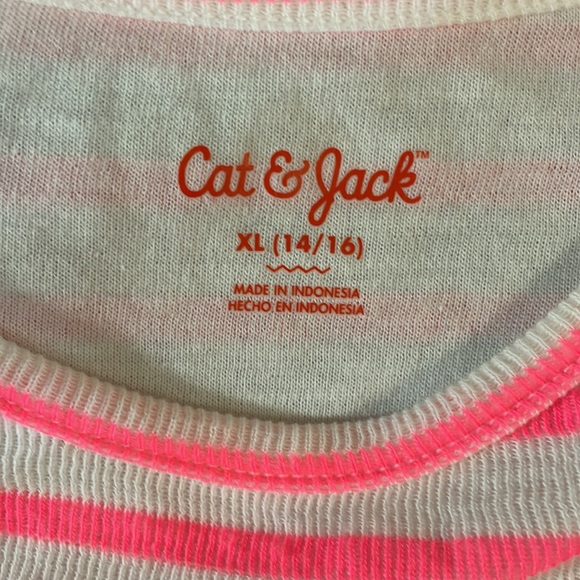 Cat & Jack™
XL (14/16)
MADE IN INDONESIA
HECHO EN INDONESIA